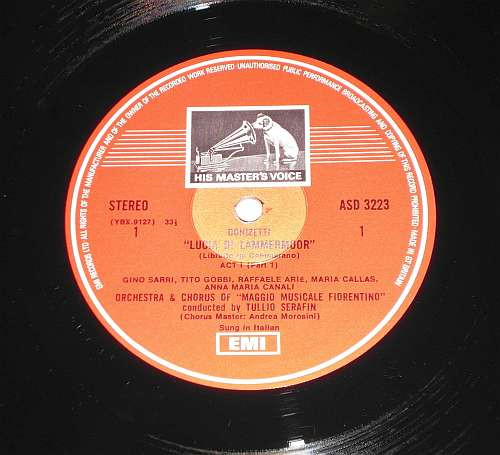 EMI RECORDS LTD ALL RIGHTS OF THE MANUFACTURER AND OF THE OWNER OF THE RECORDED WORK RESERVED·UNAUTHORISED PUBLIC PERFORMANCE BROADCASTING AND COPYING OF THIS RECORD PROHIBITED·MADE IN GT BRITAIN
HIS MASTER'S VOICE
STEREO
ASD 3223
(YBX.9127) 33⅓
1
1
DONIZETTI
"LUCIA DI LAMMERMOOR"
(Libretto Cammarano)
ACT 1 (Part 1)
GINO SARRI, TITO GOBBI, RAFFAELE ARIE, MARIA CALLAS,
ANNA MARIA CANALI
ORCHESTRA & CHORUS OF "MAGGIO MUSICALE FIORENTINO"
conducted by TULLIO SERAFIN
(Chorus Master: Andrea Morosini)
Sung in Italian
EMI